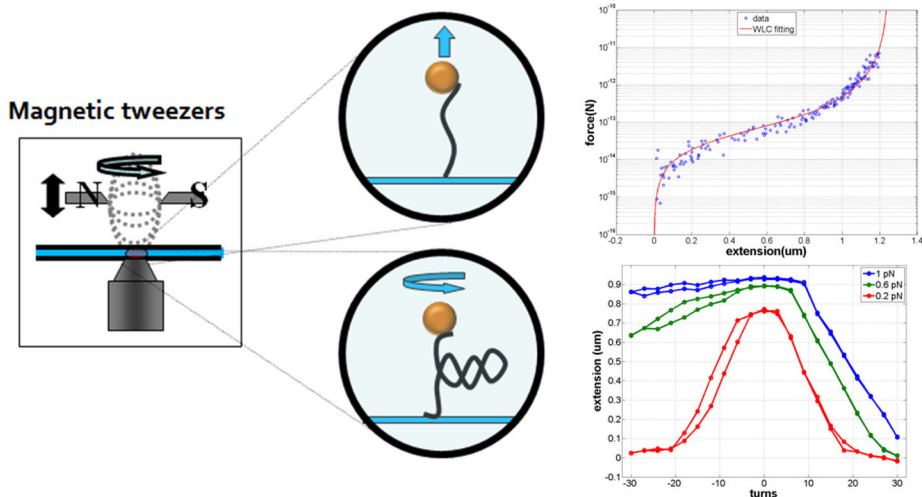 Magnetic tweezers
N
S
data
WLC fitting
force(N)
10⁻¹⁰
10⁻¹¹
10⁻¹²
10⁻¹³
10⁻¹⁴
10⁻¹⁵
10⁻¹⁶
-0.2 0 0.2 0.4 0.6 0.8 1 1.2 1.4
extension(um)
1 pN
0.6 pN
0.2 pN
extension (um)
0.9
0.8
0.7
0.6
0.5
0.4
0.3
0.2
0.1
0
-0.1
-30 -20 -10 0 10 20 30
turns